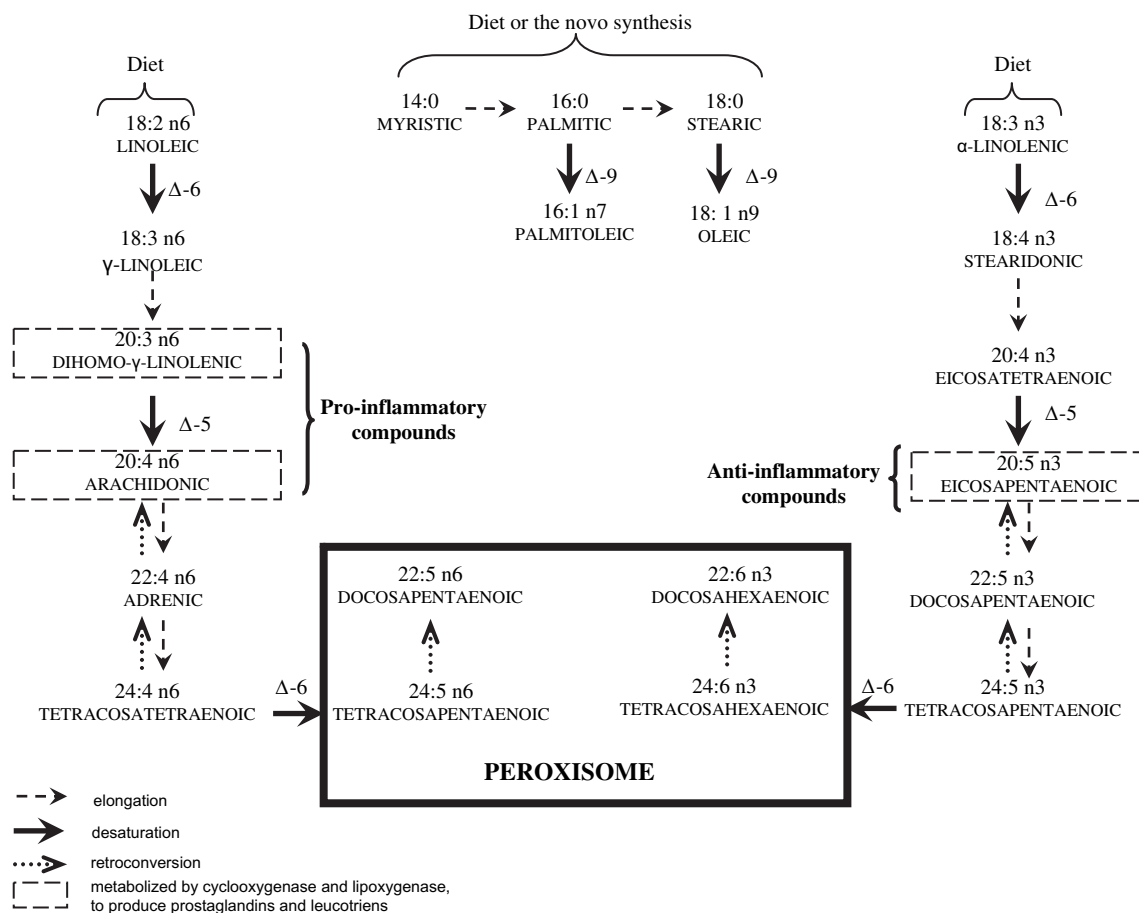 Diet or the novo synthesis
Diet
18:2 n6
LINOLEIC
Δ-6
18:3 n6
γ-LINOLEIC
20:3 n6
DIHOMO-γ-LINOLENIC
Δ-5
20:4 n6
ARACHIDONIC
22:4 n6
ADRENIC
24:4 n6
TETRACOSATETRAENOIC
Δ-6
Pro-inflammatory
compounds
14:0
MYRISTIC
16:0
PALMITIC
18:0
STEARIC
Δ-9
Δ-9
16:1 n7
PALMITOLEIC
18: 1 n9
OLEIC
Diet
18:3 n3
α-LINOLENIC
Δ-6
18:4 n3
STEARIDONIC
20:4 n3
EICOSATETRAENOIC
Δ-5
Anti-inflammatory
compounds
20:5 n3
EICOSAPENTAENOIC
22:5 n3
DOCOSAPENTAENOIC
24:5 n3
TETRACOSAPENTAENOIC
Δ-6
22:5 n6
DOCOSAPENTAENOIC
24:5 n6
TETRACOSAPENTAENOIC
22:6 n3
DOCOSAHEXAENOIC
24:6 n3
TETRACOSAHEXAENOIC
PEROXISOME
elongation
desaturation
retroconversion
metabolized by cyclooxygenase and lipoxygenase,
to produce prostaglandins and leucotriens